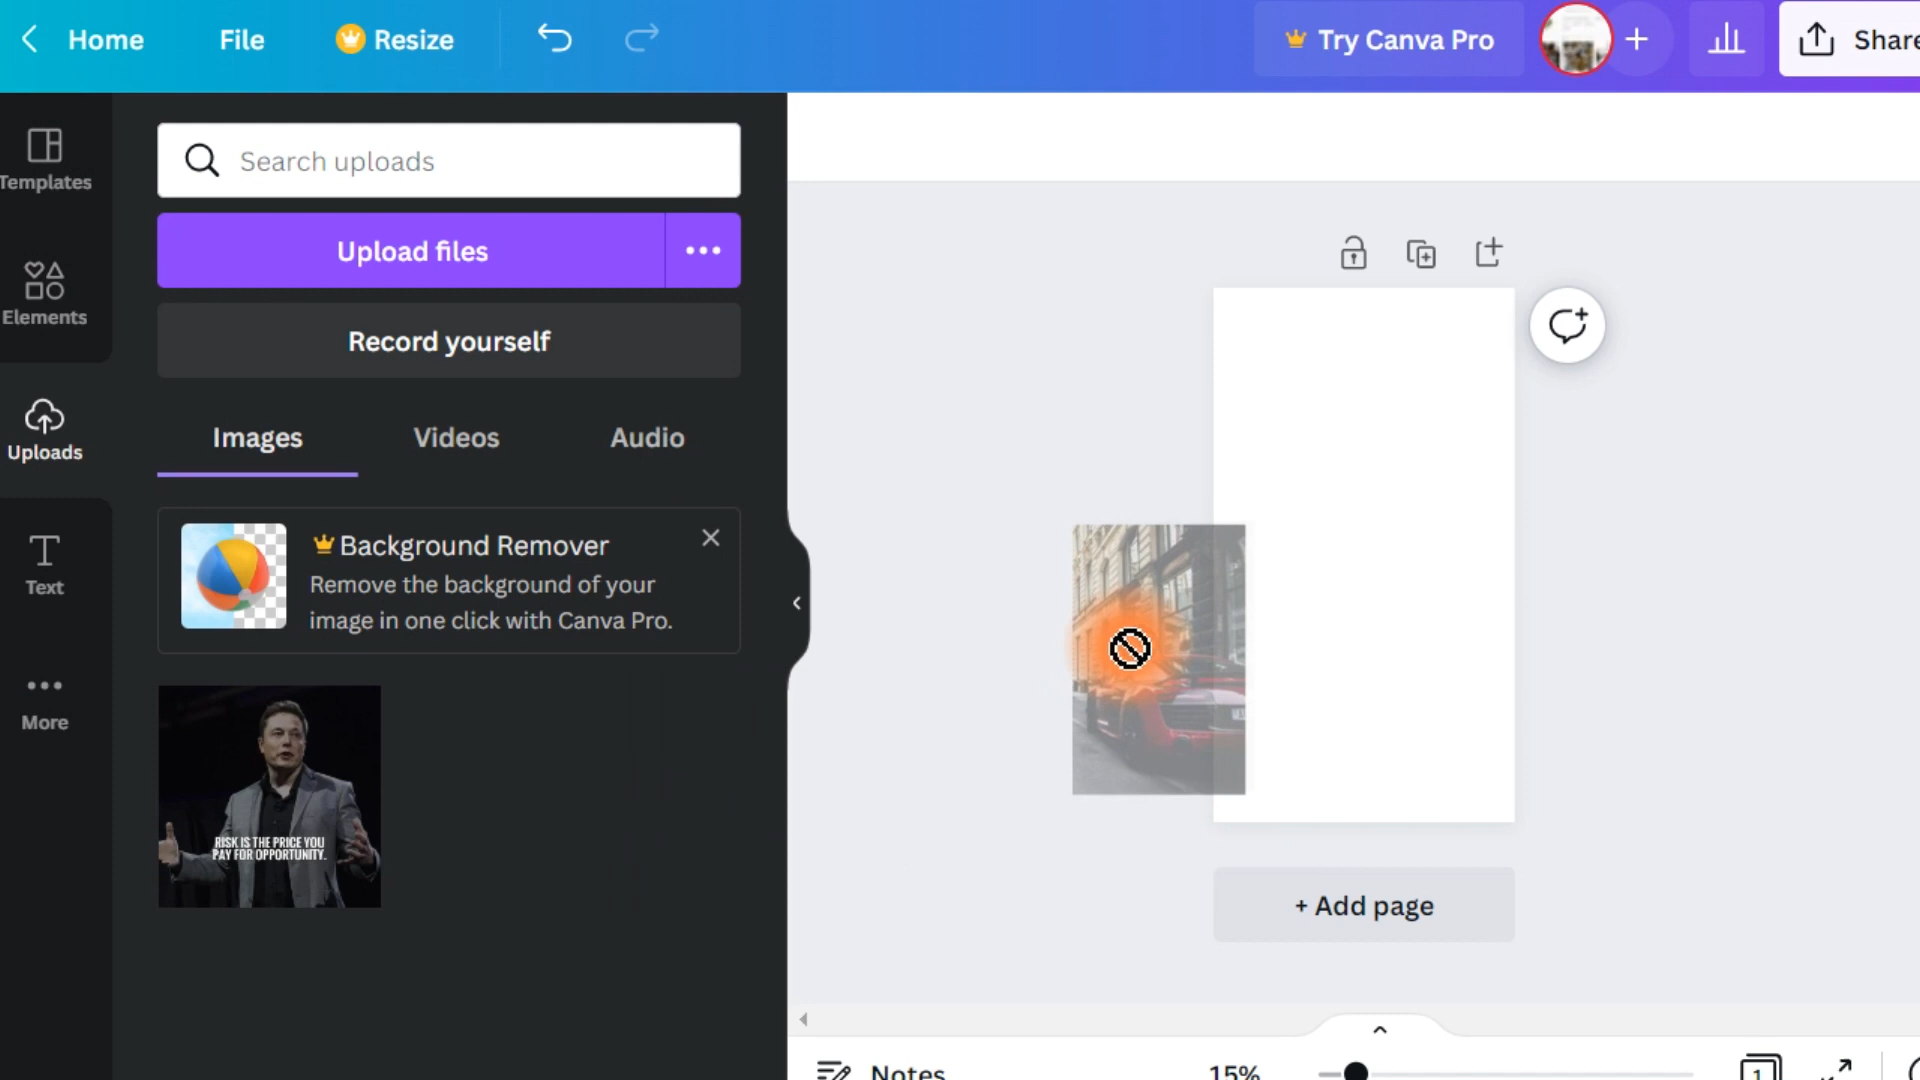 Home
File
Resize
Try Canva Pro
Share
Templates
Elements
Uploads
Text
More
Search uploads
Upload files
Record yourself
Images
Videos
Audio
Background Remover
Remove the background of your
image in one click with Canva Pro.
RISK IS THE PRICE YOU
PAY FOR OPPORTUNITY.
+ Add page
Notes
15%
1